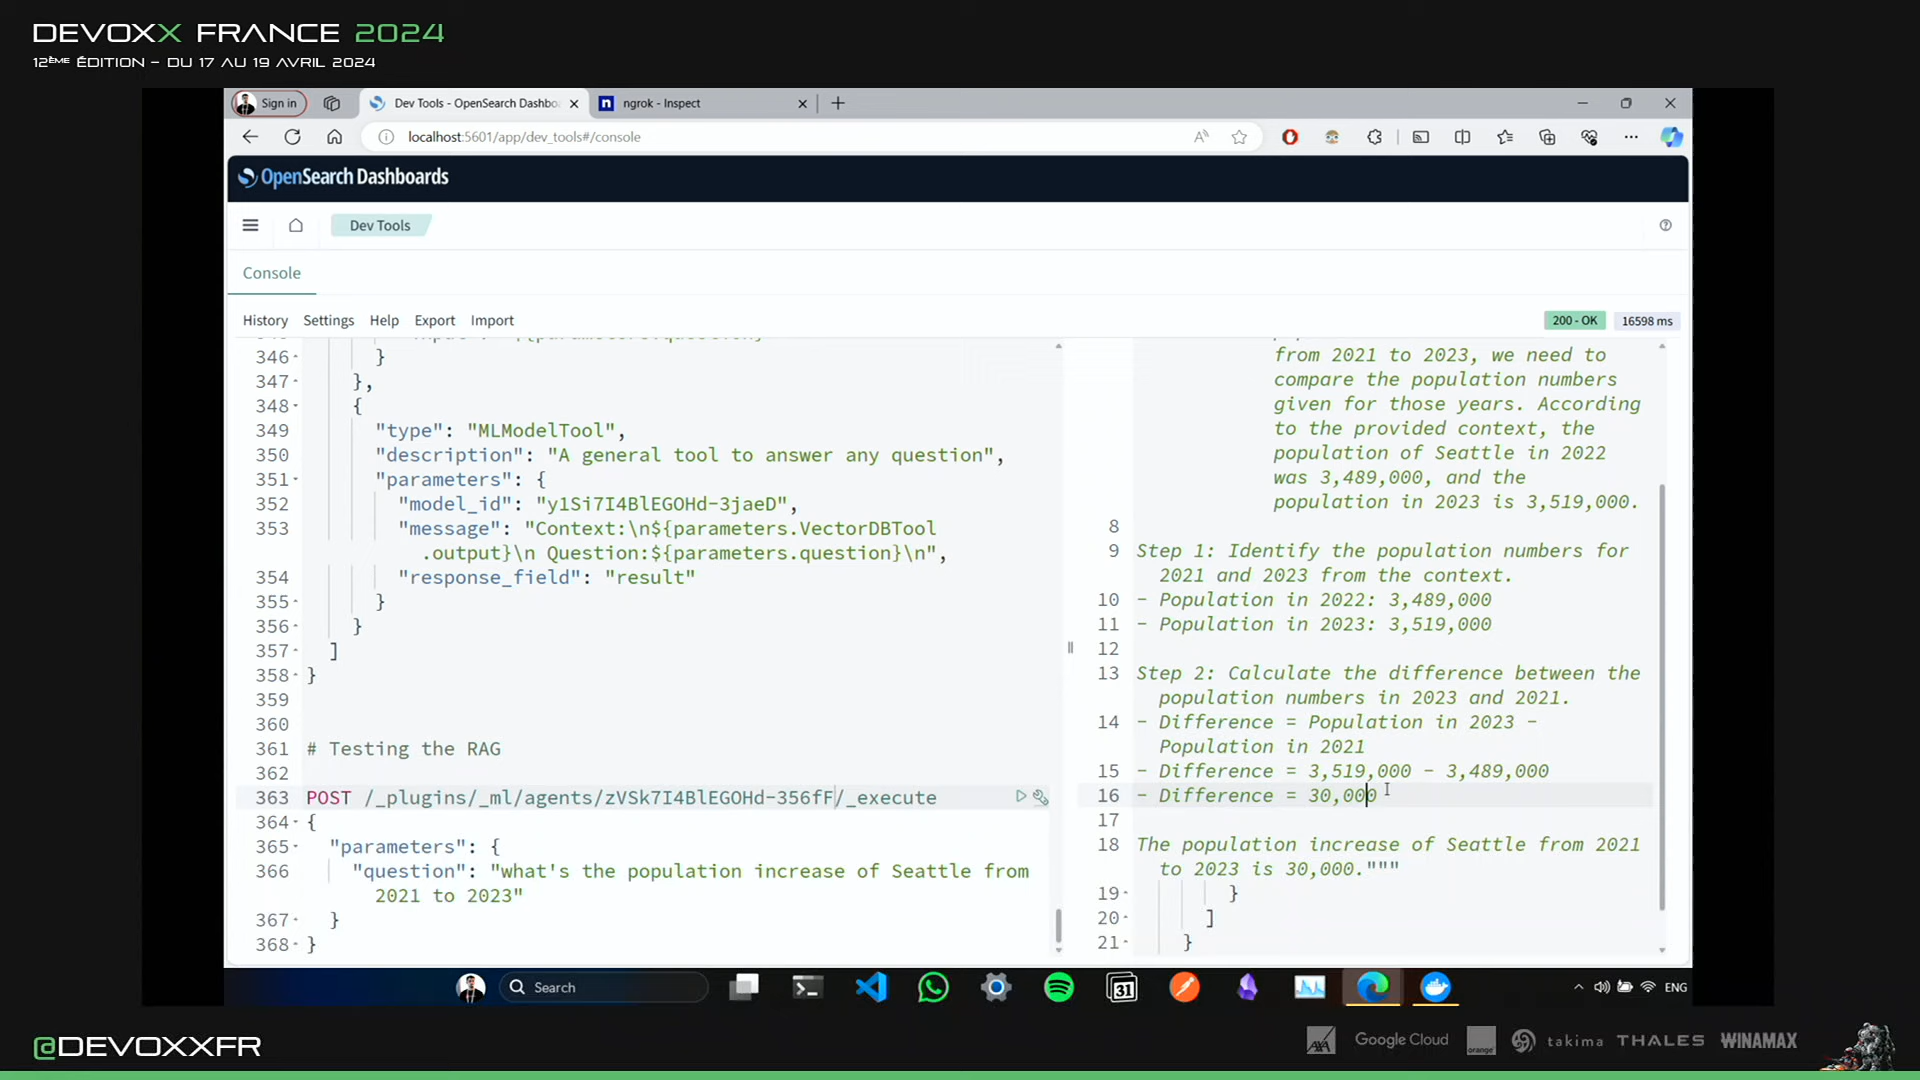 DEVOXX FRANCE 2024
12ÈME ÉDITION - DU 17 AU 19 AVRIL 2024
Sign in
Dev Tools - OpenSearch Dashbo
ngrok - Inspect
localhost:5601/app/dev_tools#/console
OpenSearch Dashboards
Dev Tools
Console
History Settings Help Export Import
200 - OK 16598 ms
346 }
347 },
348 {
349 "type": "MLModelTool",
350 "description": "A general tool to answer any question",
351 "parameters": {
352 "model_id": "y1Si7I4BlEGOHd-3jaeD",
353 "message": "Context:\n${parameters.VectorDBTool
.output}\n Question:${parameters.question}\n",
354 "response_field": "result"
355 }
356 }
357 ]
358 }
359
360
361 # Testing the RAG
362
363 POST /_plugins/_ml/agents/zVSk7I4BlEGOHd-356fF/_execute
364 {
365 "parameters": {
366 "question": "what's the population increase of Seattle from
2021 to 2023"
367 }
368 }
from 2021 to 2023, we need to
compare the population numbers
given for those years. According
to the provided context, the
population of Seattle in 2022
was 3,489,000, and the
population in 2023 is 3,519,000.
8
9 Step 1: Identify the population numbers for
2021 and 2023 from the context.
10 - Population in 2022: 3,489,000
11 - Population in 2023: 3,519,000
12
13 Step 2: Calculate the difference between the
population numbers in 2023 and 2021.
14 - Difference = Population in 2023 -
Population in 2021
15 - Difference = 3,519,000 - 3,489,000
16 - Difference = 30,000
17
18 The population increase of Seattle from 2021
to 2023 is 30,000."""
19 }
20 ]
21 }
Search
31
ENG
@DEVOXXFR
AXA
Google Cloud
orange
takima
THALES
WINAMAX